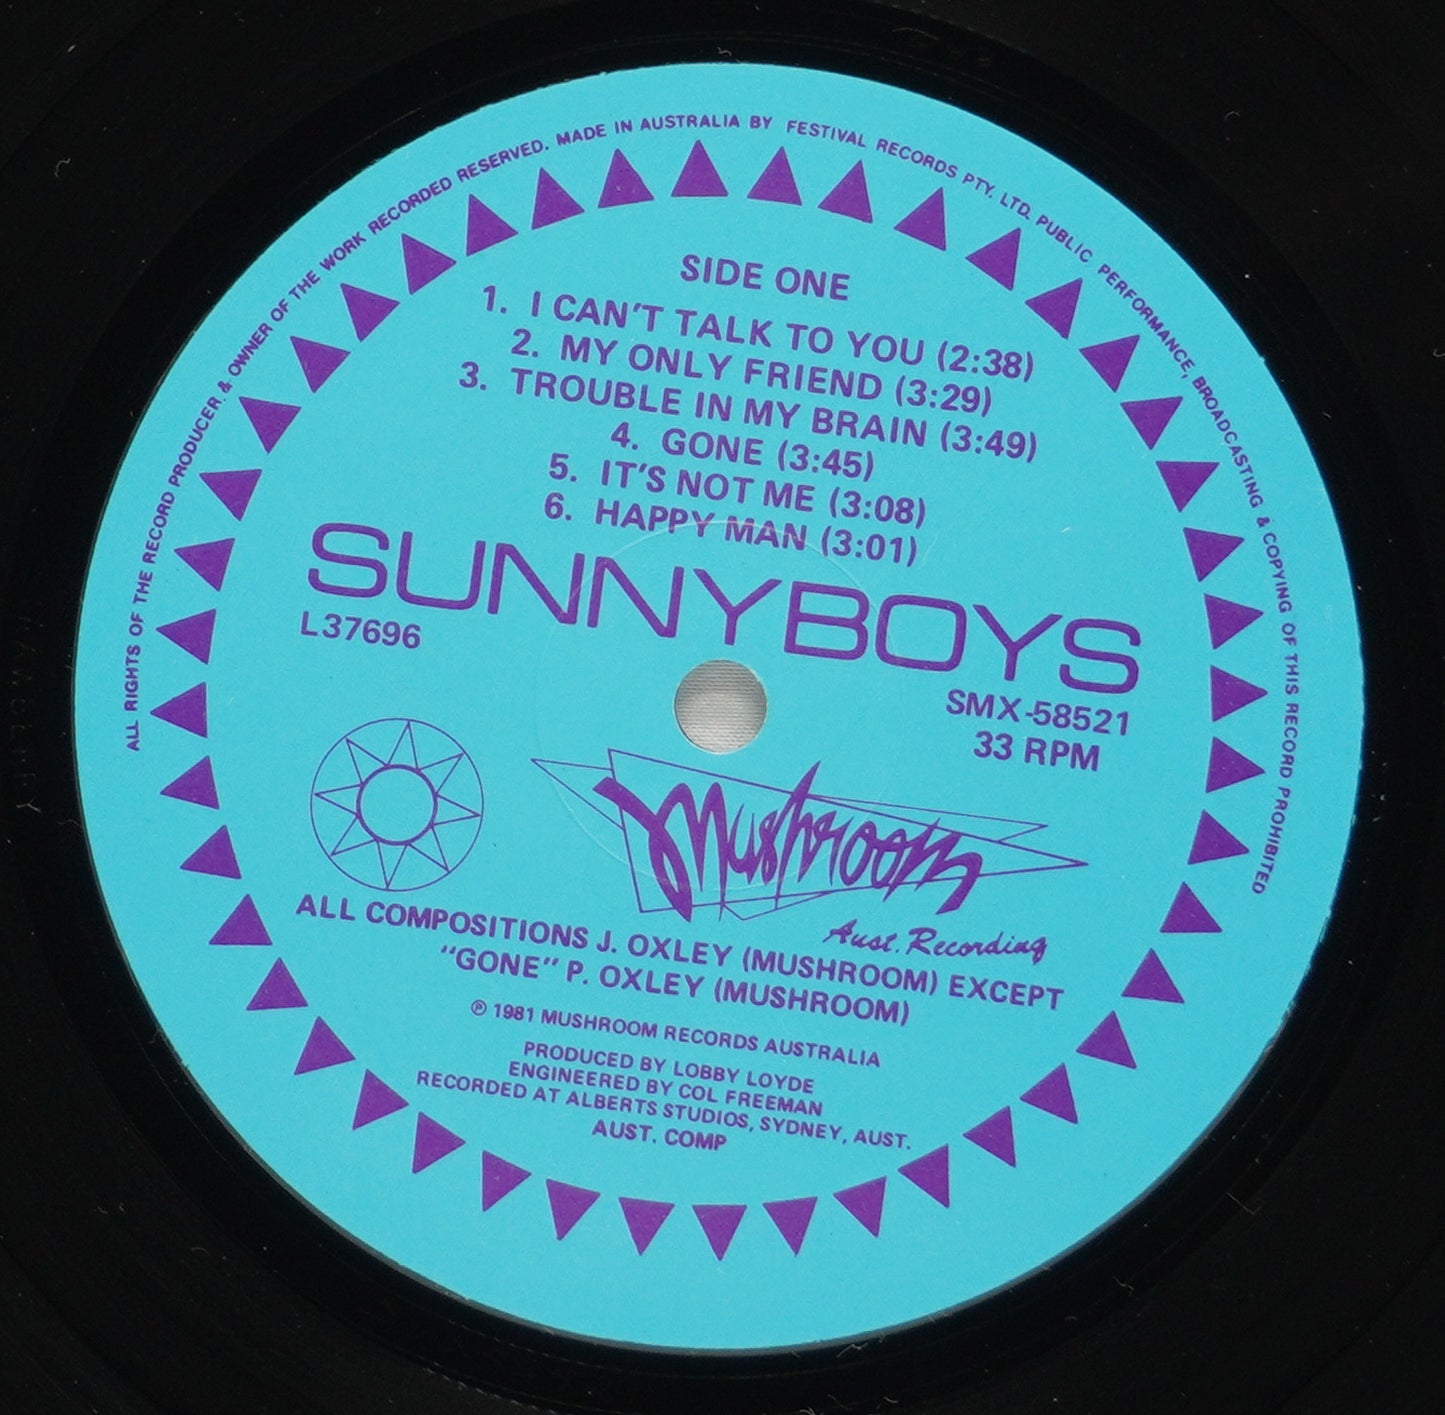 ALL RIGHTS OF THE RECORD PRODUCER & OWNER OF THE WORK RECORDED RESERVED. MADE IN AUSTRALIA BY FESTIVAL RECORDS PTY. LTD. PUBLIC PERFORMANCE, BROADCASTING & COPYING OF THIS RECORD PROHIBITED
SIDE ONE
1. I CAN'T TALK TO YOU (2:38)
2. MY ONLY FRIEND (3:29)
3. TROUBLE IN MY BRAIN (3:49)
4. GONE (3:45)
5. IT'S NOT ME (3:08)
6. HAPPY MAN (3:01)
SUNNYBOYS
L37696
SMX-58521
33 RPM
Mushroom
Aust. Recording
ALL COMPOSITIONS J. OXLEY (MUSHROOM) EXCEPT
"GONE" P. OXLEY (MUSHROOM)
℗ 1981 MUSHROOM RECORDS AUSTRALIA
PRODUCED BY LOBBY LOYDE
ENGINEERED BY COL FREEMAN
RECORDED AT ALBERTS STUDIOS, SYDNEY, AUST.
AUST. COMP